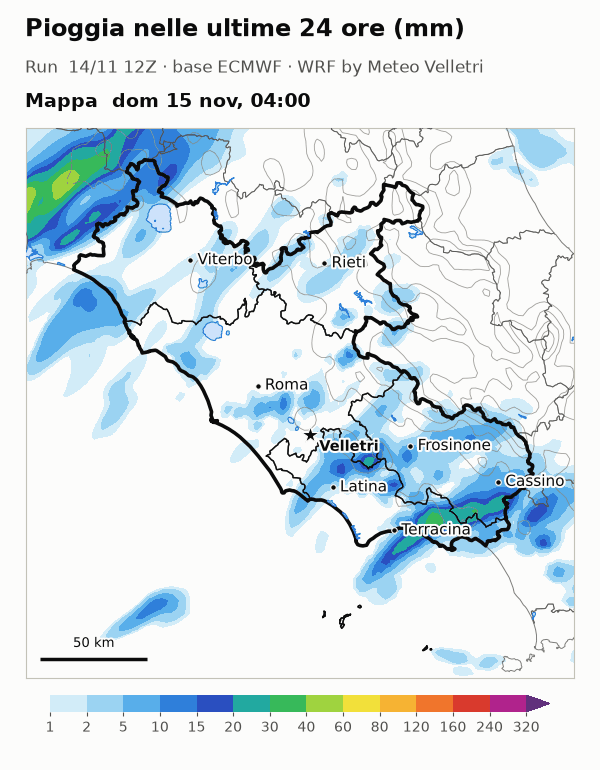 Pioggia nelle ultime 24 ore (mm)
Run 14/11 12Z · base ECMWF · WRF by Meteo Velletri
Mappa dom 15 nov, 04:00
Viterbo
Rieti
Roma
Velletri
Frosinone
Latina
Cassino
Terracina
50 km
1 2 5 10 15 20 30 40 60 80 120 160 240 320